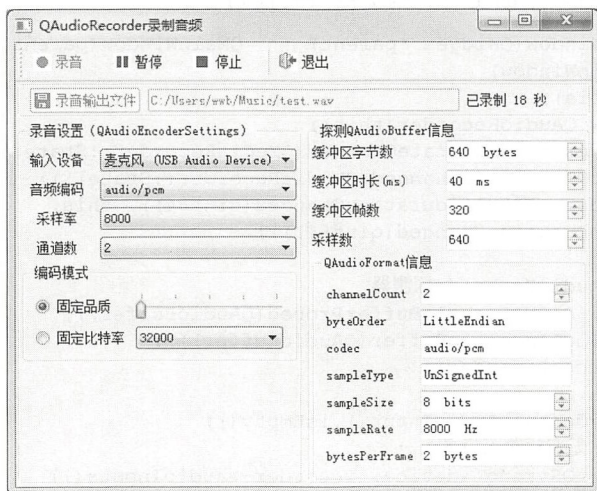 QAudioRecorder录制音频
录音 暂停 停止 退出
录音输出文件 C:/Users/wwb/Music/test.wav 已录制 18 秒
录音设置 (QAudioEncoderSettings)
输入设备 麦克风 (USB Audio Device)
音频编码 audio/pcm
采样率 8000
通道数 2
编码模式
固定品质
固定比特率 32000
探测QAudioBuffer信息
缓冲区字节数 640 bytes
缓冲区时长(ms) 40 ms
缓冲区帧数 320
采样数 640
QAudioFormat信息
channelCount 2
byteOrder LittleEndian
codec audio/pcm
sampleType UnSignedInt
sampleSize 8 bits
sampleRate 8000 Hz
bytesPerFrame 2 bytes